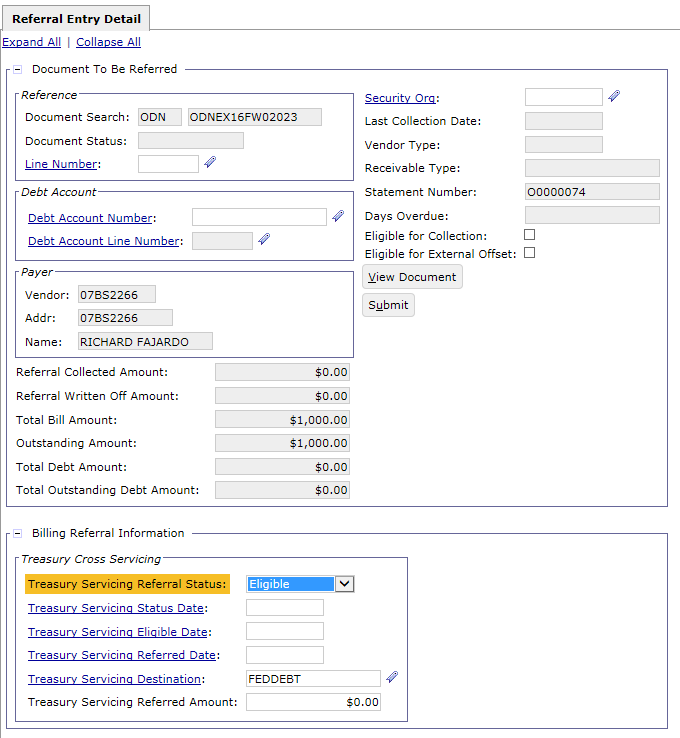 Referral Entry Detail
Expand All | Collapse All
Document To Be Referred
Reference
Document Search: ODN ODNEX16FW02023
Document Status:
Line Number:
Debt Account
Debt Account Number:
Debt Account Line Number:
Payer
Vendor: 07BS2266
Addr: 07BS2266
Name: RICHARD FAJARDO
Referral Collected Amount: $0.00
Referral Written Off Amount: $0.00
Total Bill Amount: $1,000.00
Outstanding Amount: $1,000.00
Total Debt Amount: $0.00
Total Outstanding Debt Amount: $0.00
Security Org:
Last Collection Date:
Vendor Type:
Receivable Type:
Statement Number: O0000074
Days Overdue:
Eligible for Collection:
Eligible for External Offset:
View Document
Submit
Billing Referral Information
Treasury Cross Servicing
Treasury Servicing Referral Status: Eligible
Treasury Servicing Status Date:
Treasury Servicing Eligible Date:
Treasury Servicing Referred Date:
Treasury Servicing Destination: FEDDEBT
Treasury Servicing Referred Amount: $0.00